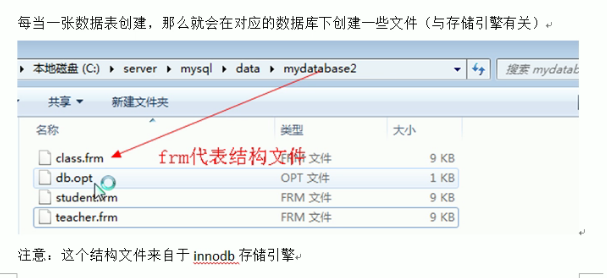 每当一张数据表创建，那么就会在对应的数据库下创建一些文件（与存储引擎有关）
本地磁盘 (C:) ▸ server ▸ mysql ▸ data ▸ mydatabase2
搜索 mydatab
共享 新建文件夹
名称 类型 大小
class.frm FRM 文件 9 KB
frm代表结构文件
db.opt OPT 文件 1 KB
student.frm FRM 文件 9 KB
teacher.frm FRM 文件 9 KB
注意：这个结构文件来自于 innodb 存储引擎